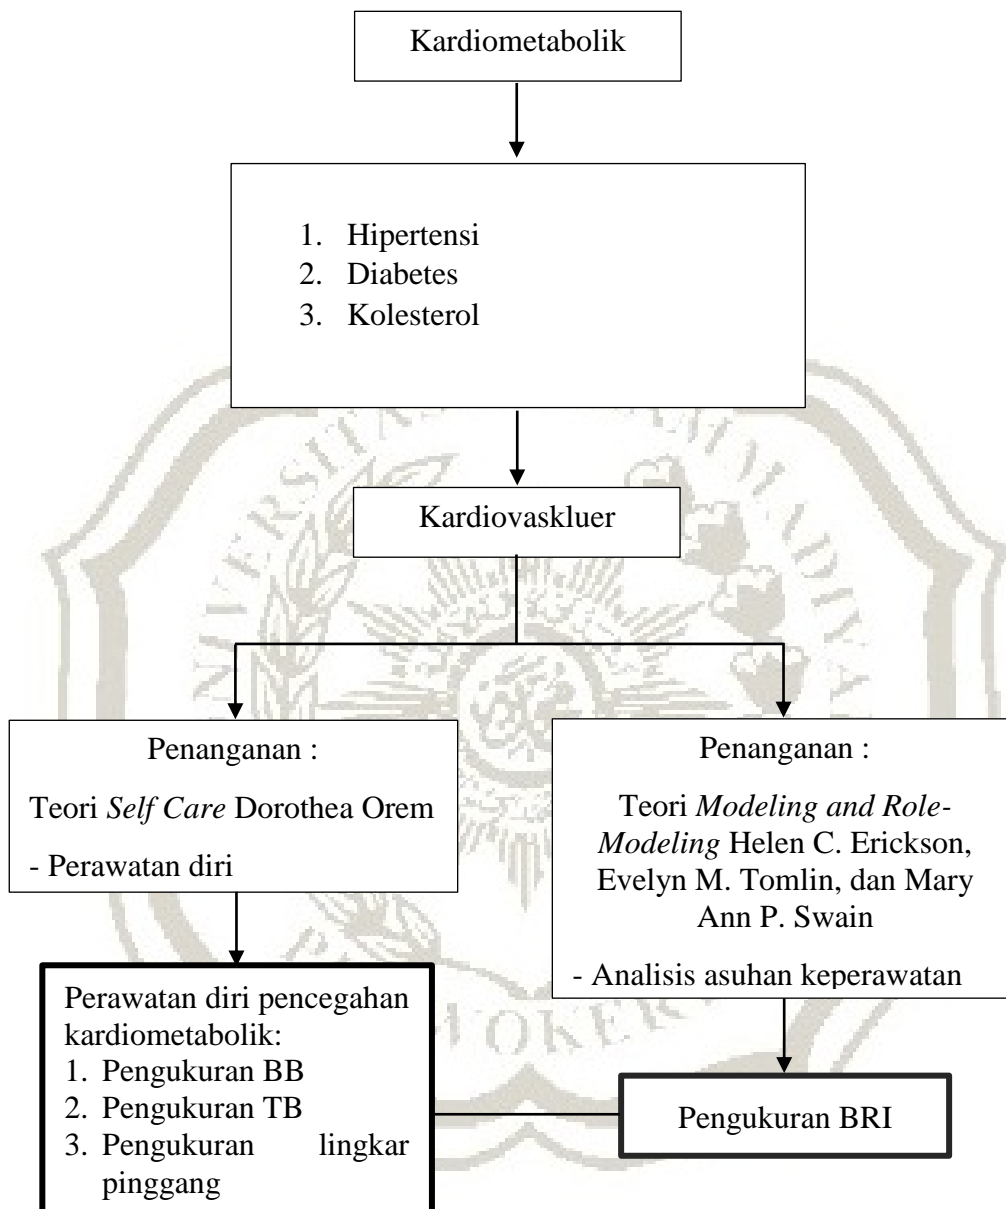 Kardiometabolik
1. Hipertensi
2. Diabetes
3. Kolesterol
Kardiovaskluer
Penanganan :
Teori Self Care Dorothea Orem
- Perawatan diri
Penanganan :
Teori Modeling and Role-
Modeling Helen C. Erickson,
Evelyn M. Tomlin, dan Mary
Ann P. Swain
- Analisis asuhan keperawatan
Perawatan diri pencegahan
kardiometabolik:
1. Pengukuran BB
2. Pengukuran TB
3. Pengukuran lingkar
pinggang
Pengukuran BRI